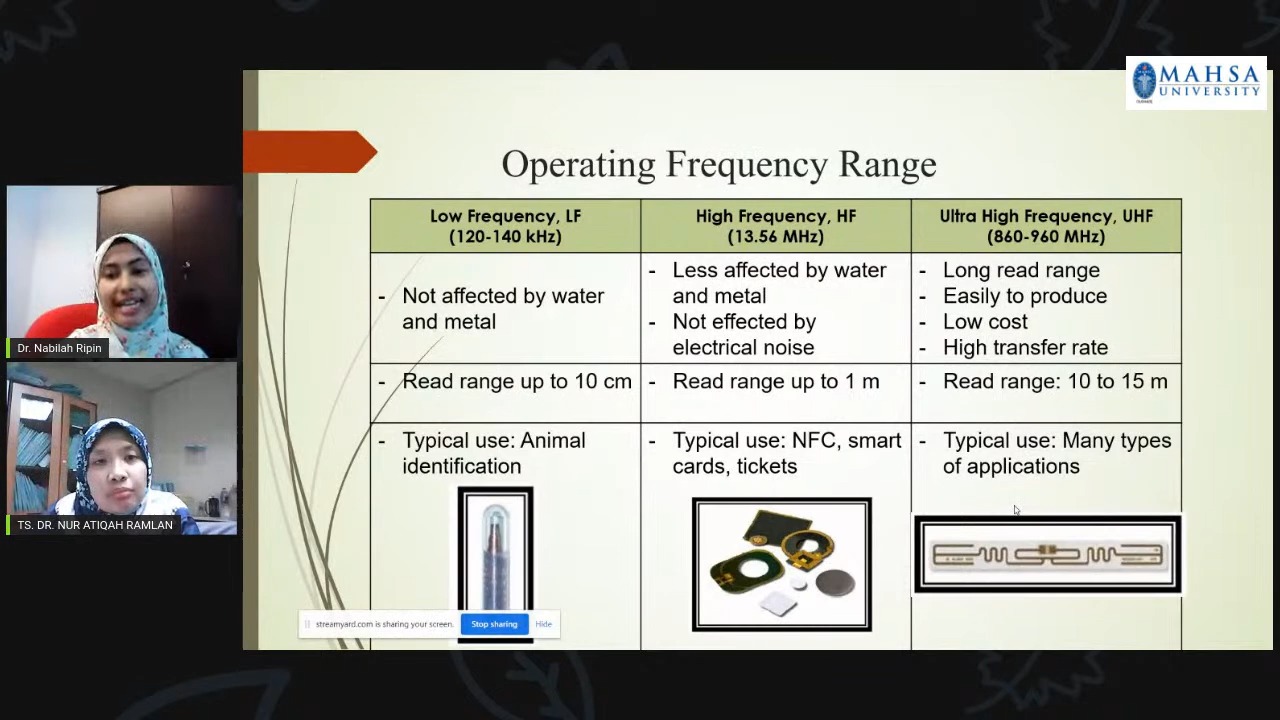 MAHSA
UNIVERSITY
Operating Frequency Range
Low Frequency, LF
(120-140 kHz)
High Frequency, HF
(13.56 MHz)
Ultra High Frequency, UHF
(860-960 MHz)
- Not affected by water
and metal
- Less affected by water
and metal
- Not effected by
electrical noise
- Long read range
- Easily to produce
- Low cost
- High transfer rate
- Read range up to 10 cm
- Read range up to 1 m
- Read range: 10 to 15 m
- Typical use: Animal
identification
- Typical use: NFC, smart
cards, tickets
- Typical use: Many types
of applications
Dr. Nabilah Ripin
TS. DR. NUR ATIQAH RAMLAN
streamyard.com is sharing your screen.
Stop sharing
Hide